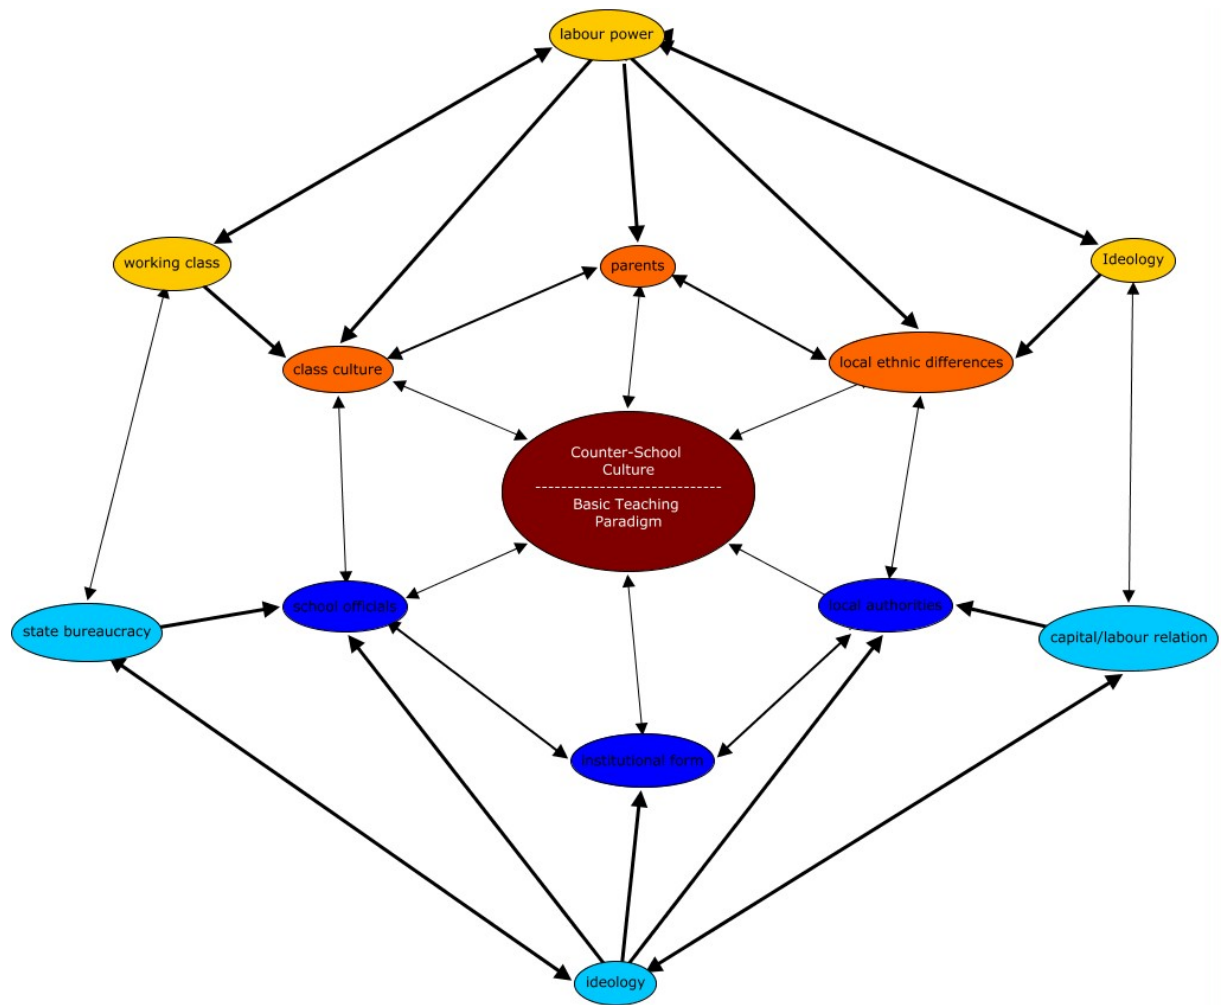 labour power
working class
parents
Ideology
class culture
local ethnic differences
Counter-School
Culture
------------------------------
Basic Teaching
Paradigm
school officials
local authorities
state bureaucracy
capital/labour relation
institutional form
ideology